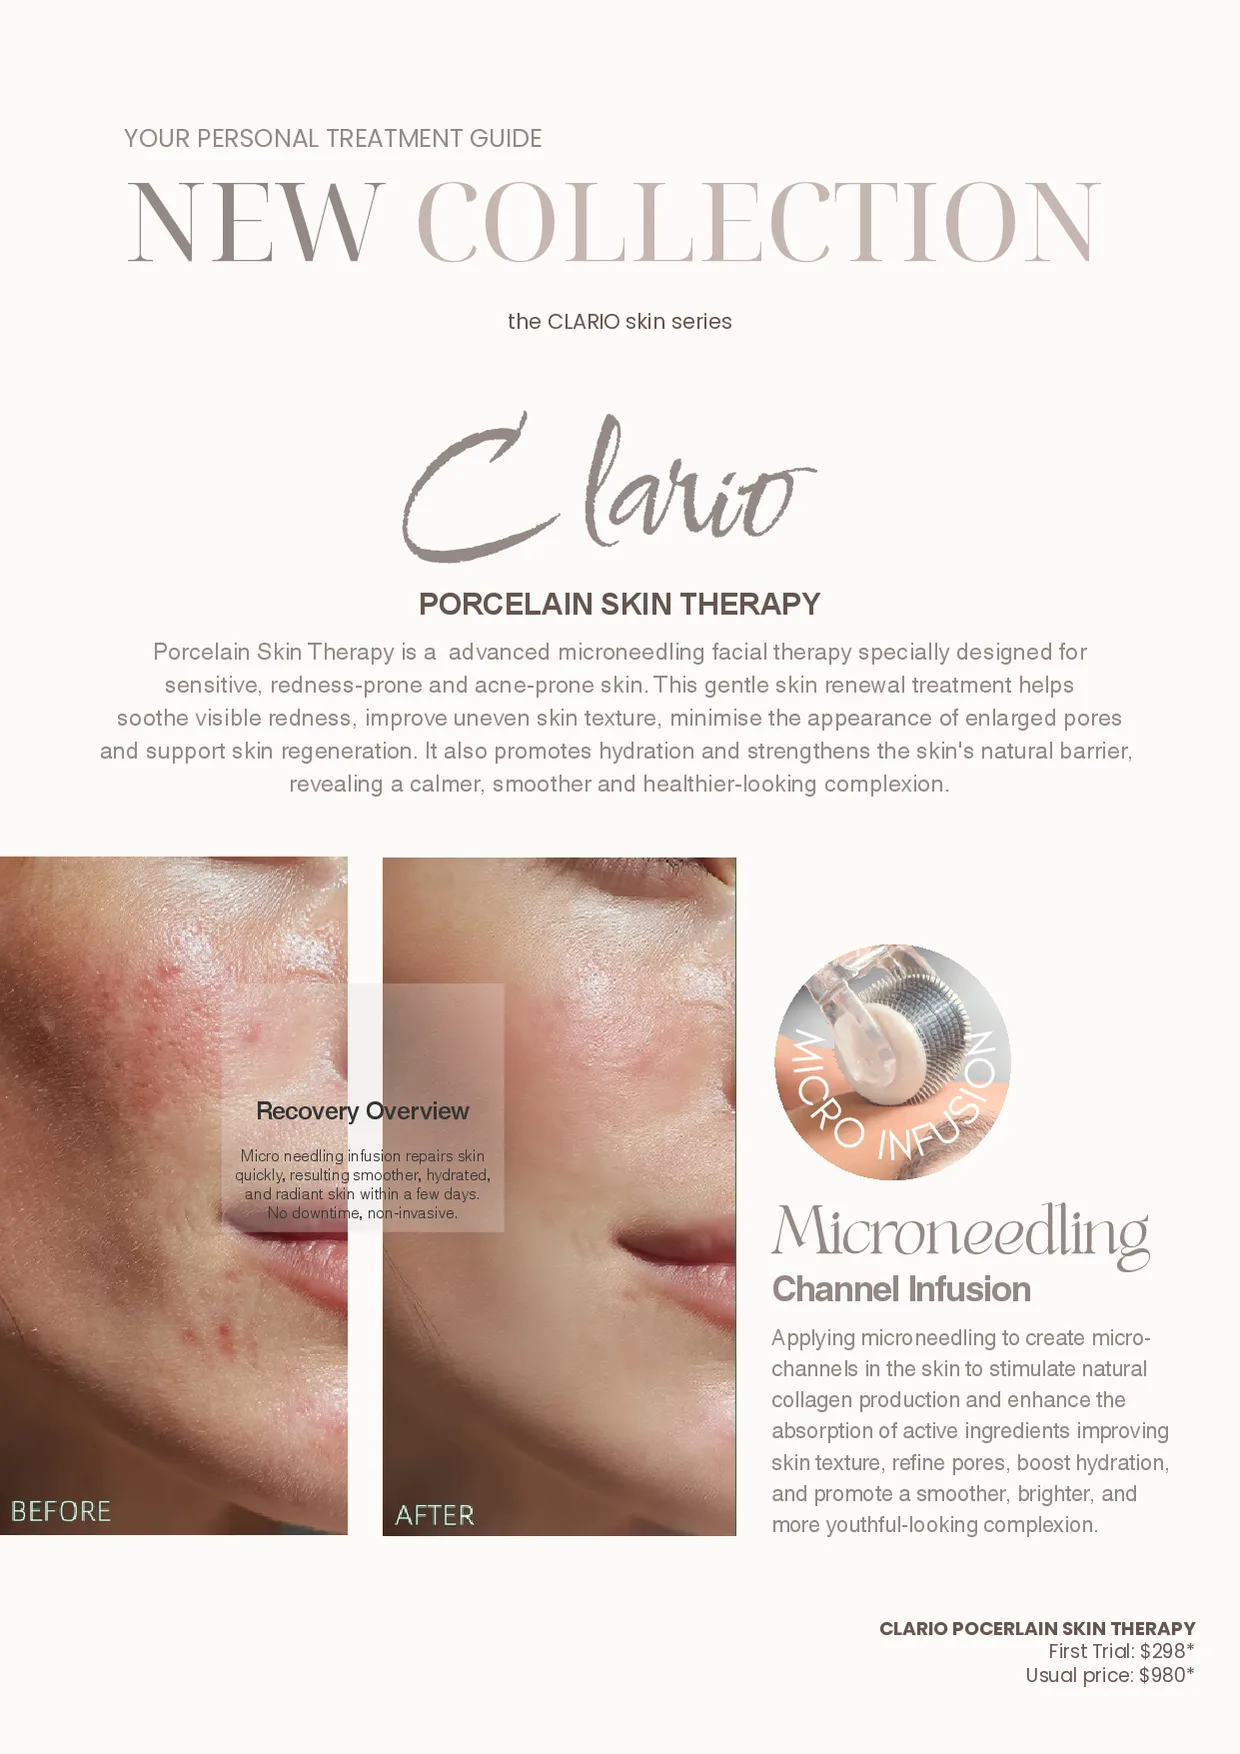 YOUR PERSONAL TREATMENT GUIDE
NEW COLLECTION
the CLARIO skin series
Clario
PORCELAIN SKIN THERAPY
Porcelain Skin Therapy is a advanced microneedling facial therapy specially designed for
sensitive, redness-prone and acne-prone skin. This gentle skin renewal treatment helps
soothe visible redness, improve uneven skin texture, minimise the appearance of enlarged pores
and support skin regeneration. It also promotes hydration and strengthens the skin's natural barrier,
revealing a calmer, smoother and healthier-looking complexion.
Recovery Overview
Micro needling infusion repairs skin
quickly, resulting smoother, hydrated,
and radiant skin within a few days.
No downtime, non-invasive.
BEFORE
AFTER
MICRO INFUSION
Microneedling
Channel Infusion
Applying microneedling to create micro-
channels in the skin to stimulate natural
collagen production and enhance the
absorption of active ingredients improving
skin texture, refine pores, boost hydration,
and promote a smoother, brighter, and
more youthful-looking complexion.
CLARIO POCERLAIN SKIN THERAPY
First Trial: $298*
Usual price: $980*